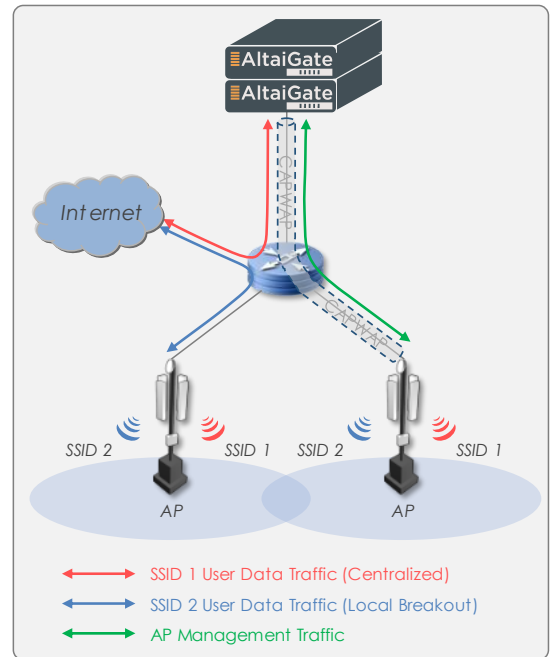 AltaiGate
AltaiGate
CAPWAP
Internet
CAPWAP
SSID 2
SSID 1
SSID 2
SSID 1
AP
AP
SSID 1 User Data Traffic (Centralized)
SSID 2 User Data Traffic (Local Breakout)
AP Management Traffic